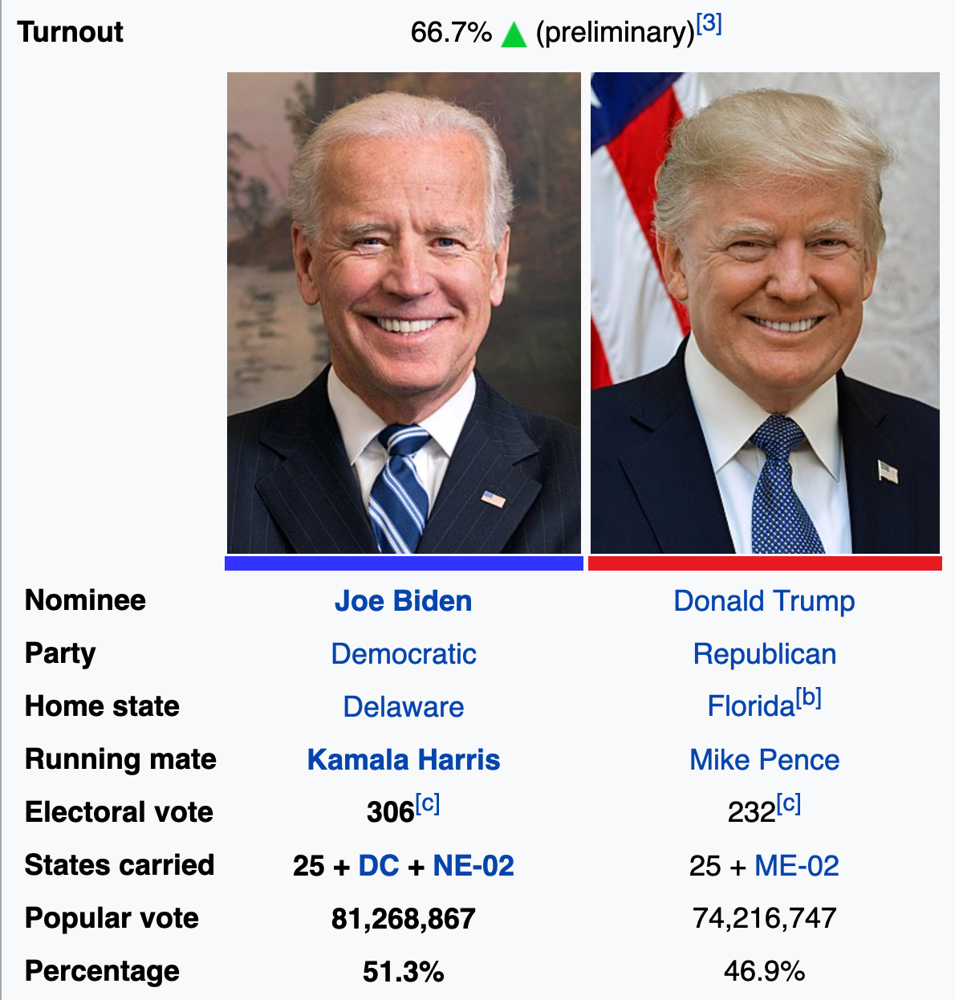 Turnout 66.7% ▲ (preliminary)[3]
Nominee Joe Biden Donald Trump
Party Democratic Republican
Home state Delaware Florida[b]
Running mate Kamala Harris Mike Pence
Electoral vote 306[c] 232[c]
States carried 25 + DC + NE-02 25 + ME-02
Popular vote 81,268,867 74,216,747
Percentage 51.3% 46.9%